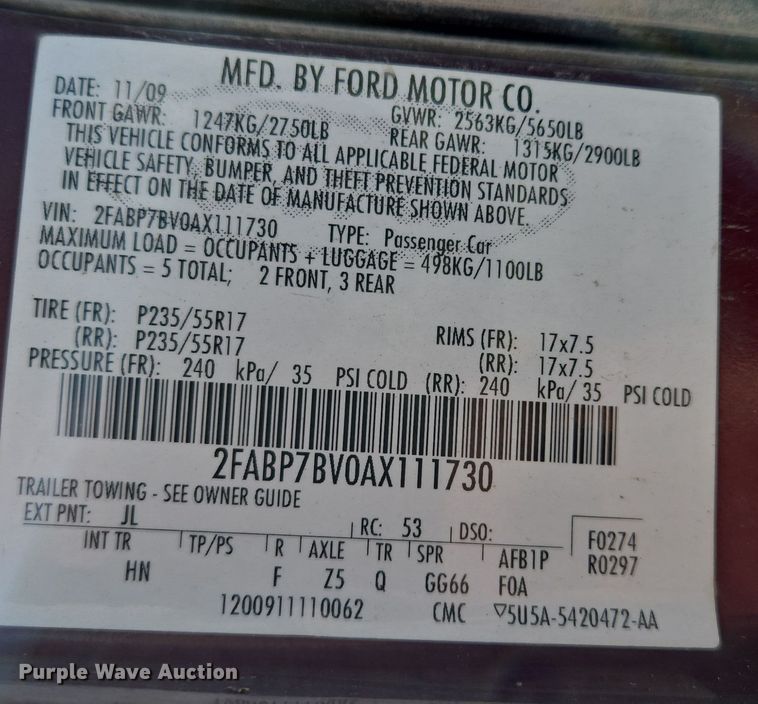 MFD. BY FORD MOTOR CO.
DATE: 11/09
GVWR: 2563KG/5650LB
FRONT GAWR: 1247KG/2750LB
REAR GAWR: 1315KG/2900LB
THIS VEHICLE CONFORMS TO ALL APPLICABLE FEDERAL MOTOR
VEHICLE SAFETY, BUMPER, AND THEFT PREVENTION STANDARDS
IN EFFECT ON THE DATE OF MANUFACTURE SHOWN ABOVE.
VIN: 2FABP7BV0AX111730 TYPE: Passenger Car
MAXIMUM LOAD = OCCUPANTS + LUGGAGE = 498KG/1100LB
OCCUPANTS = 5 TOTAL; 2 FRONT, 3 REAR
TIRE (FR): P235/55R17 RIMS (FR): 17x7.5
(RR): P235/55R17 (RR): 17x7.5
PRESSURE (FR): 240 kPa/ 35 PSI COLD (RR): 240 kPa/ 35 PSI COLD
2FABP7BV0AX111730
TRAILER TOWING - SEE OWNER GUIDE
EXT PNT: JL RC: 53 DSO: F0274
INT TR TP/PS R AXLE TR SPR AFB1P R0297
HN F Z5 Q GG66 F0A
1200911110062 CMC ▽5U5A-5420472-AA
Purple Wave Auction